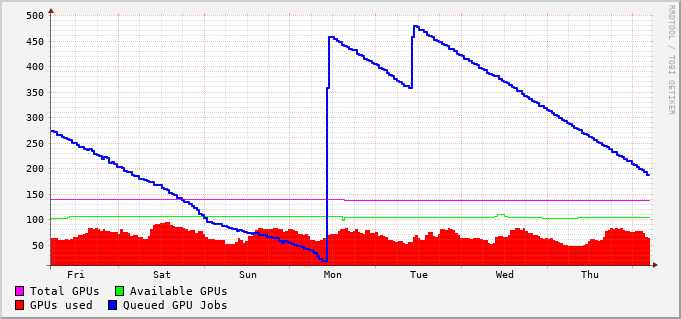 500
450
400
350
300
250
200
150
100
50
Fri Sat Sun Mon Tue Wed Thu
Total GPUs Available GPUs
GPUs used Queued GPU Jobs
RRDTOOL / TOBI OETIKER